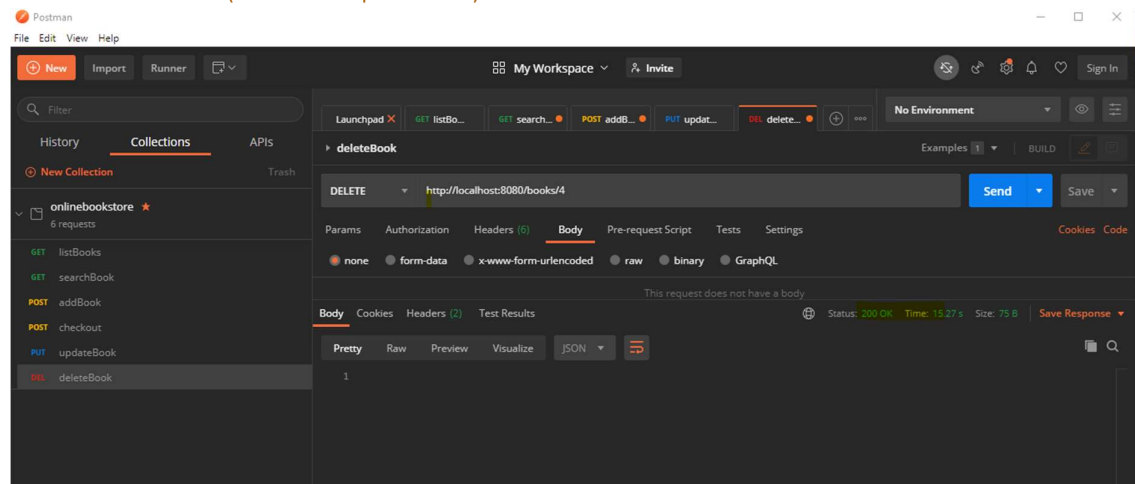 Postman
File Edit View Help
New Import Runner My Workspace Invite Sign In
Filter
History Collections APIs
New Collection Trash
onlinebookstore
6 requests
GET listBooks
GET searchBook
POST addBook
POST checkout
PUT updateBook
DEL deleteBook
Launchpad GET listBo... GET search... POST addB... PUT updat... DEL delete... No Environment
deleteBook Examples 1 BUILD
DELETE http://localhost:8080/books/4 Send Save
Params Authorization Headers (6) Body Pre-request Script Tests Settings Cookies Code
none form-data x-www-form-urlencoded raw binary GraphQL
This request does not have a body
Body Cookies Headers (2) Test Results Status: 200 OK Time: 15.27 s Size: 75 B Save Response
Pretty Raw Preview Visualize JSON
1